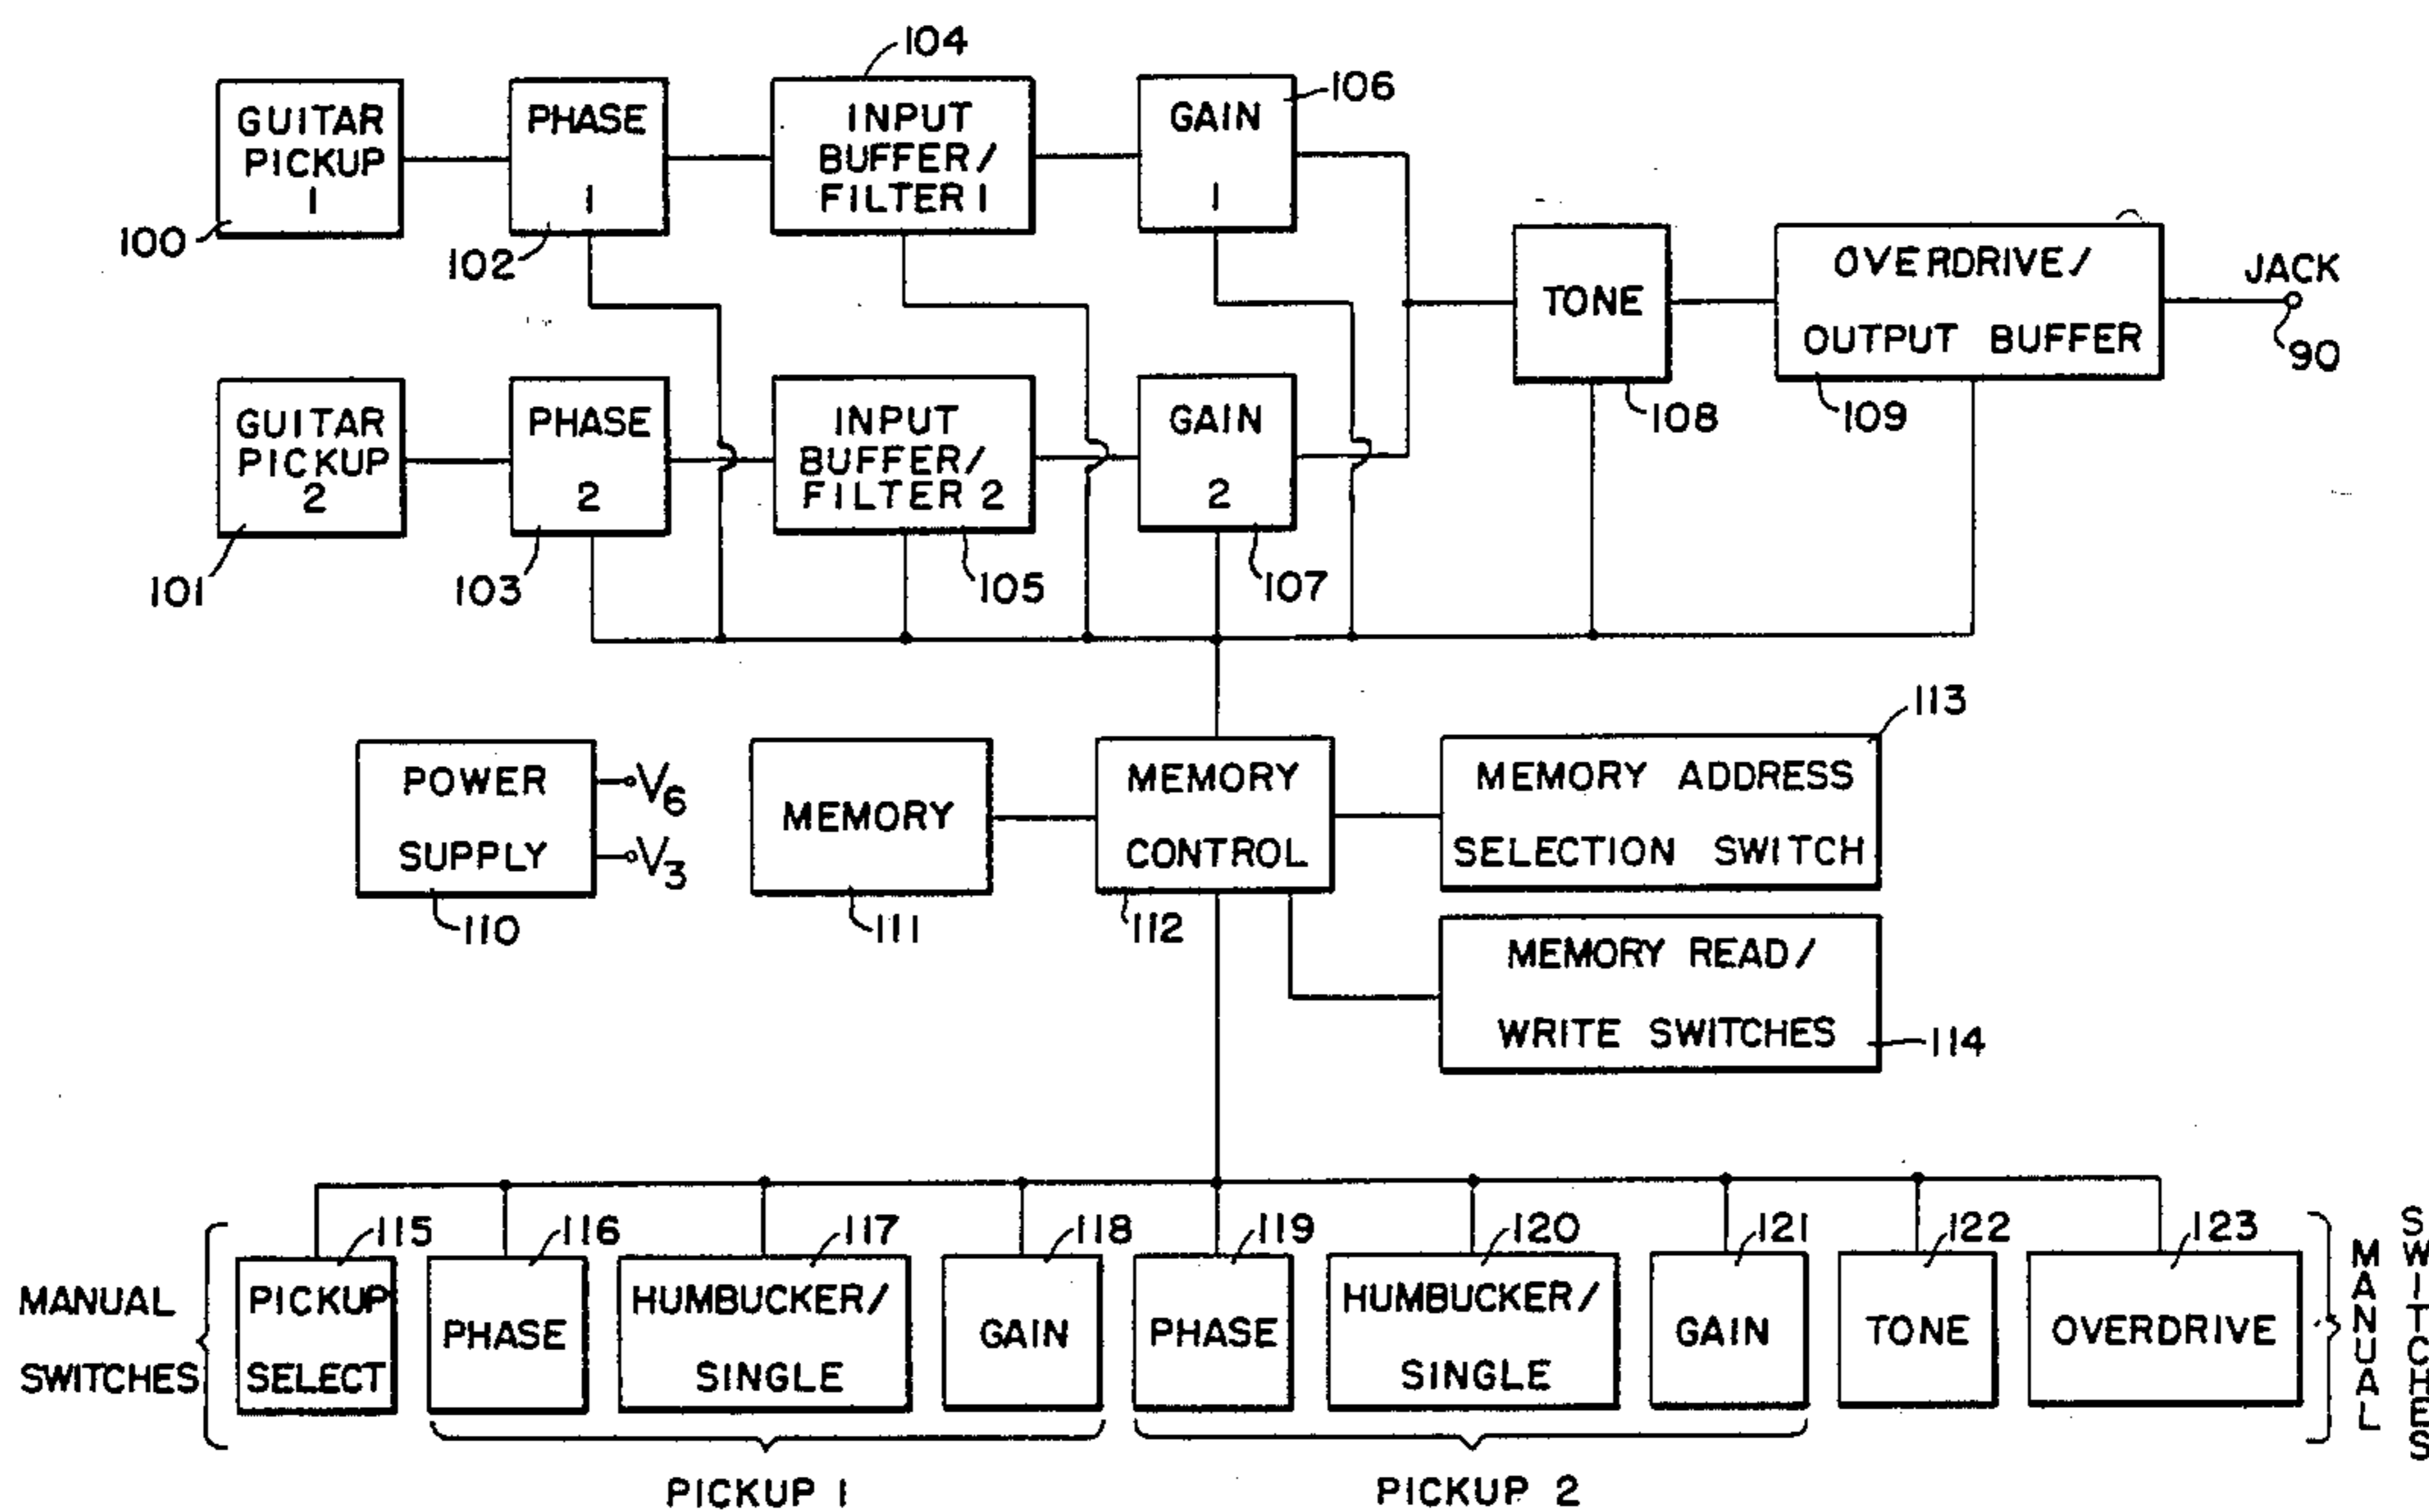 104
GUITAR
PICKUP
1
100
PHASE
1
102
INPUT
BUFFER/
FILTER 1
GAIN
1
106
TONE
108
OVERDRIVE/
OUTPUT BUFFER
109
JACK
90
GUITAR
PICKUP
2
101
PHASE
2
103
INPUT
BUFFER/
FILTER 2
105
GAIN
2
107
POWER
SUPPLY
V6
V3
110
MEMORY
111
MEMORY
CONTROL
112
MEMORY ADDRESS
SELECTION SWITCH
113
MEMORY READ/
WRITE SWITCHES
114
MANUAL
SWITCHES
115
PICKUP
SELECT
116
PHASE
117
HUMBUCKER/
SINGLE
118
GAIN
119
PHASE
120
HUMBUCKER/
SINGLE
121
GAIN
122
TONE
123
OVERDRIVE
MANUAL
SWITCHES
PICKUP 1
PICKUP 2